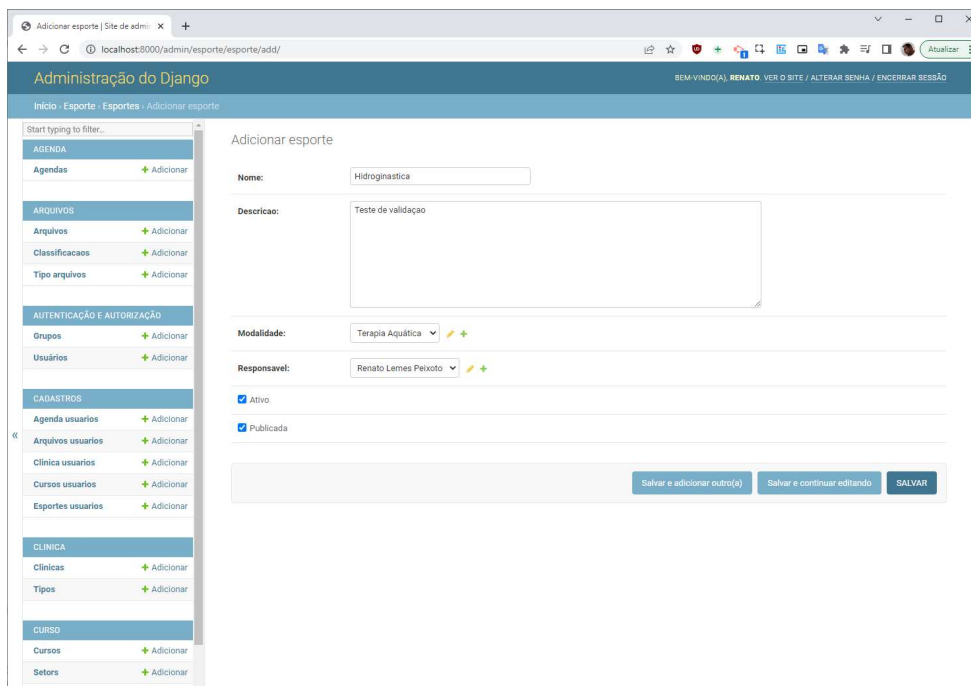 Adicionar esporte | Site de admin
localhost:8000/admin/esporte/esporte/add/
Atualizar
Administração do Django
BEM-VINDO(A), RENATO. VER O SITE / ALTERAR SENHA / ENCERRAR SESSÃO
Início › Esporte › Esportes › Adicionar esporte
Start typing to filter...
AGENDA
Agendas Adicionar
ARQUIVOS
Arquivos Adicionar
Classificacaos Adicionar
Tipo arquivos Adicionar
AUTENTICAÇÃO E AUTORIZAÇÃO
Grupos Adicionar
Usuários Adicionar
CADASTROS
Agenda usuarios Adicionar
Arquivos usuarios Adicionar
Clinica usuarios Adicionar
Cursos usuarios Adicionar
Esportes usuarios Adicionar
CLINICA
Clinicas Adicionar
Tipos Adicionar
CURSO
Cursos Adicionar
Setors Adicionar
«
Adicionar esporte
Nome: Hidroginastica
Descricao: Teste de validaçao
Modalidade: Terapia Aquática
Responsavel: Renato Lemes Peixoto
Ativo
Publicada
Salvar e adicionar outro(a) Salvar e continuar editando SALVAR